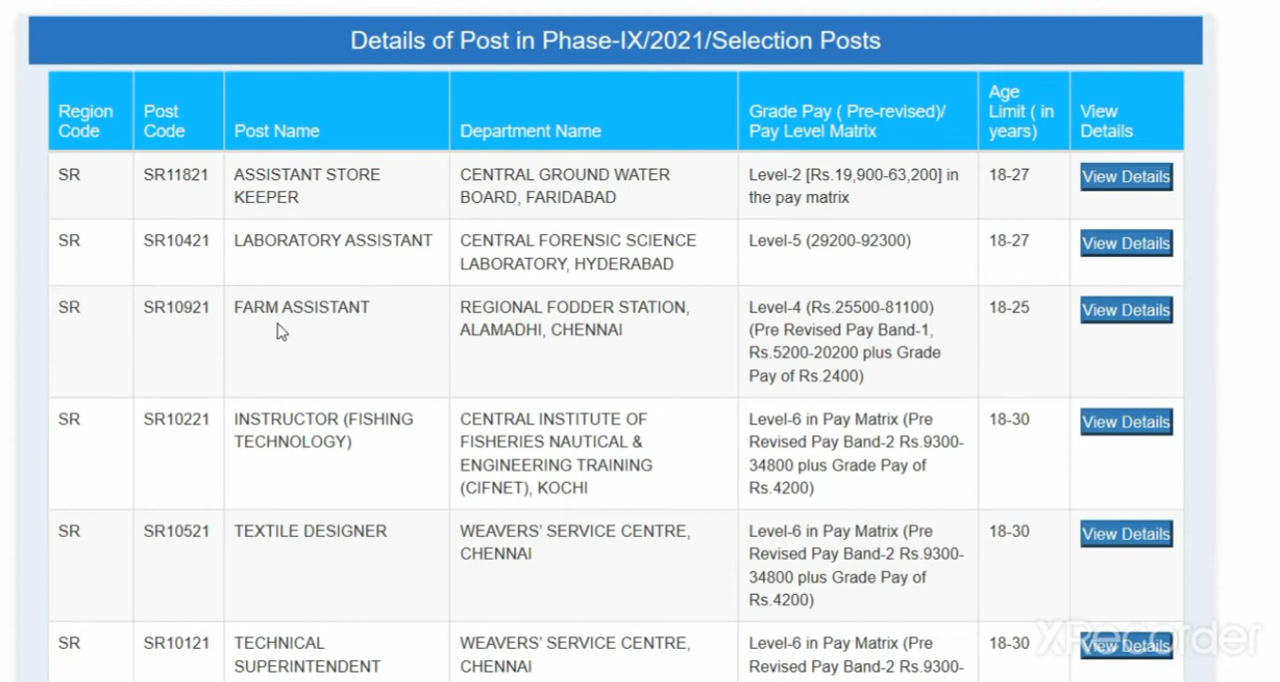 Details of Post in Phase-IX/2021/Selection Posts
Region Code
Post Code
Post Name
Department Name
Grade Pay ( Pre-revised)/
Pay Level Matrix
Age
Limit ( in
years)
View
Details
SR
SR11821
ASSISTANT STORE
KEEPER
CENTRAL GROUND WATER
BOARD, FARIDABAD
Level-2 [Rs.19,900-63,200] in
the pay matrix
18-27
View Details
SR
SR10421
LABORATORY ASSISTANT
CENTRAL FORENSIC SCIENCE
LABORATORY, HYDERABAD
Level-5 (29200-92300)
18-27
View Details
SR
SR10921
FARM ASSISTANT
REGIONAL FODDER STATION,
ALAMADHI, CHENNAI
Level-4 (Rs.25500-81100)
(Pre Revised Pay Band-1,
Rs.5200-20200 plus Grade
Pay of Rs.2400)
18-25
View Details
SR
SR10221
INSTRUCTOR (FISHING
TECHNOLOGY)
CENTRAL INSTITUTE OF
FISHERIES NAUTICAL &
ENGINEERING TRAINING
(CIFNET), KOCHI
Level-6 in Pay Matrix (Pre
Revised Pay Band-2 Rs.9300-
34800 plus Grade Pay of
Rs.4200)
18-30
View Details
SR
SR10521
TEXTILE DESIGNER
WEAVERS' SERVICE CENTRE,
CHENNAI
Level-6 in Pay Matrix (Pre
Revised Pay Band-2 Rs.9300-
34800 plus Grade Pay of
Rs.4200)
18-30
View Details
SR
SR10121
TECHNICAL
SUPERINTENDENT
WEAVERS' SERVICE CENTRE,
CHENNAI
Level-6 in Pay Matrix (Pre
Revised Pay Band-2 Rs.9300-
18-30
View Details
XRecorder